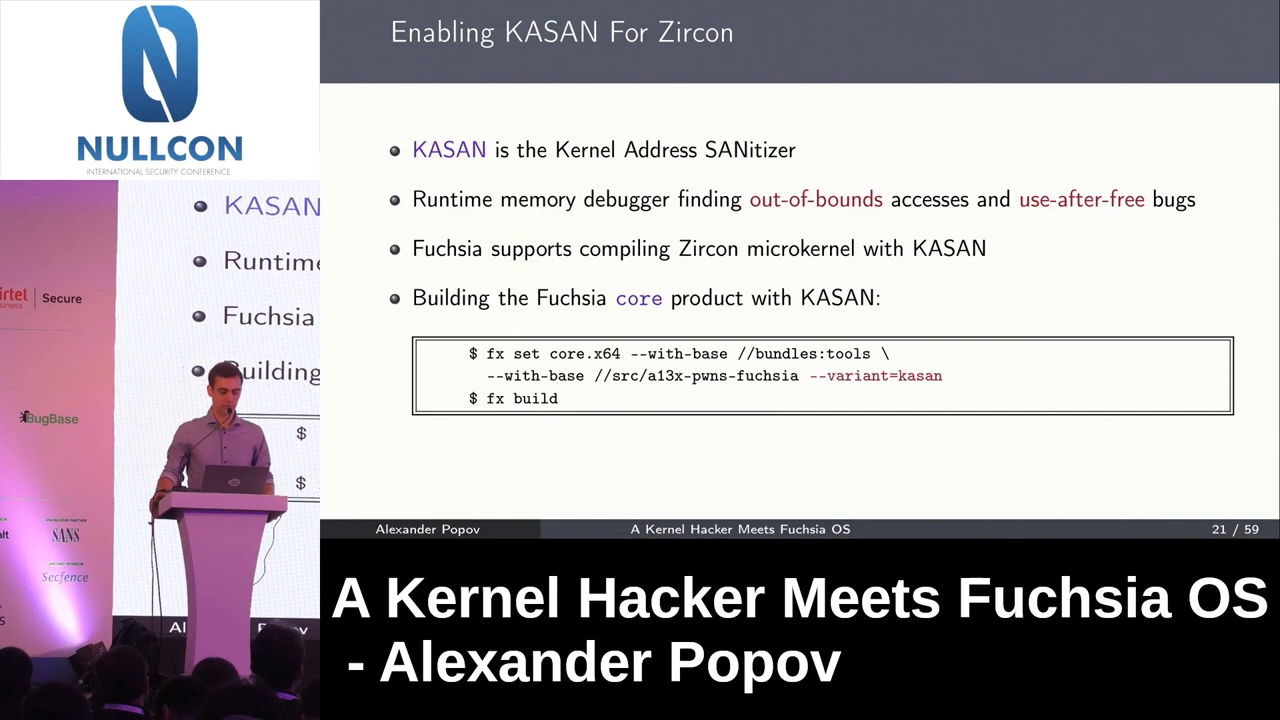 NULLCON
INTERNATIONAL SECURITY CONFERENCE
Enabling KASAN For Zircon
KASAN is the Kernel Address SANitizer
Runtime memory debugger finding out-of-bounds accesses and use-after-free bugs
Fuchsia supports compiling Zircon microkernel with KASAN
Building the Fuchsia core product with KASAN:
$ fx set core.x64 --with-base //bundles:tools \
--with-base //src/a13x-pwns-fuchsia --variant=kasan
$ fx build
Alexander Popov
A Kernel Hacker Meets Fuchsia OS
21 / 59
KASAN
Runtime
Fuchsia
Building
$
$
irtel
Secure
BugBase
KNOWLEDGE PARTNER
SANS
Secfence
A Kernel Hacker Meets Fuchsia OS
- Alexander Popov